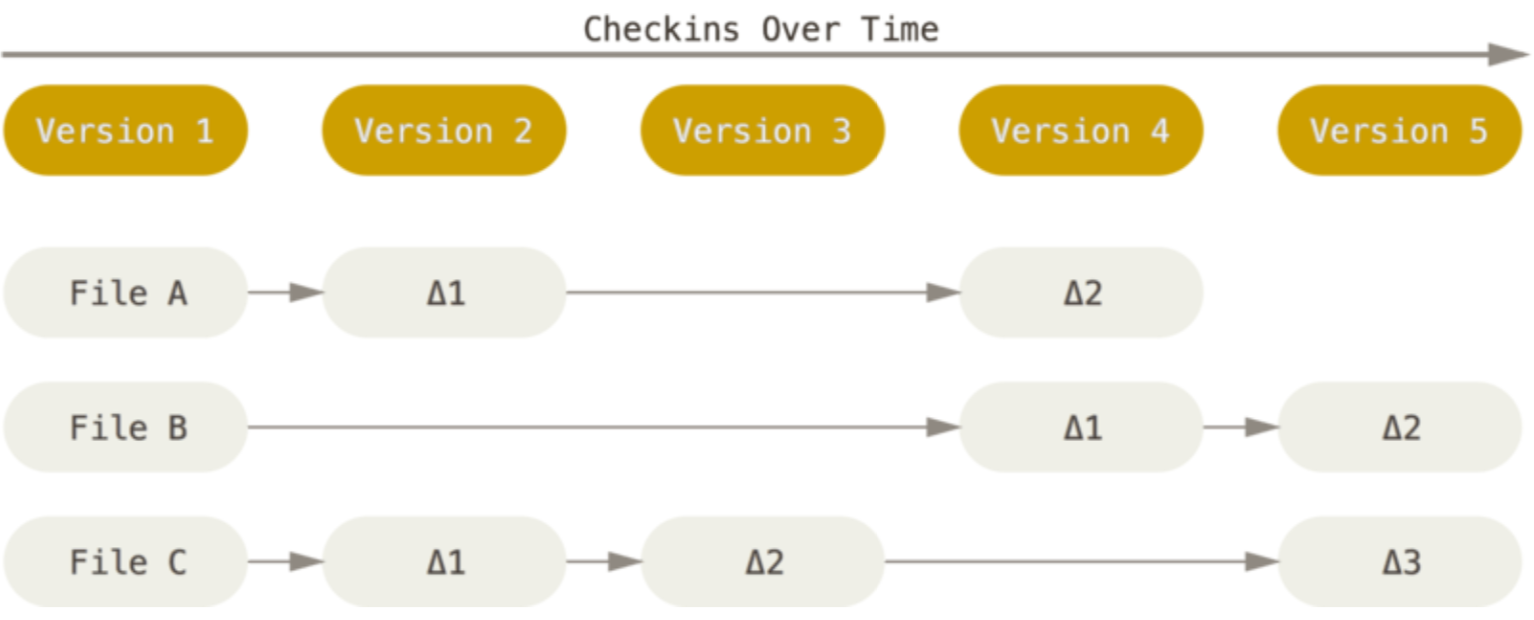 Checkins Over Time
Version 1 Version 2 Version 3 Version 4 Version 5
File A Δ1 Δ2
File B Δ1 Δ2
File C Δ1 Δ2 Δ3